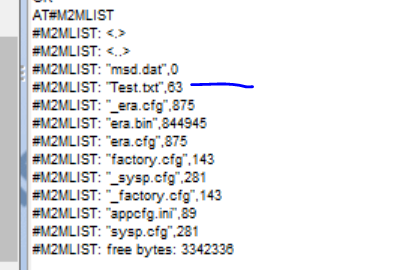 OK
AT#M2MLIST
#M2MLIST: <.>
#M2MLIST: <..>
#M2MLIST: "msd.dat",0
#M2MLIST: "Test.txt",63
#M2MLIST: "_era.cfg",875
#M2MLIST: "era.bin",844945
#M2MLIST: "era.cfg",875
#M2MLIST: "factory.cfg",143
#M2MLIST: "_sysp.cfg",281
#M2MLIST: "_factory.cfg",143
#M2MLIST: "appcfg.ini",89
#M2MLIST: "sysp.cfg",281
#M2MLIST: free bytes: 3342336